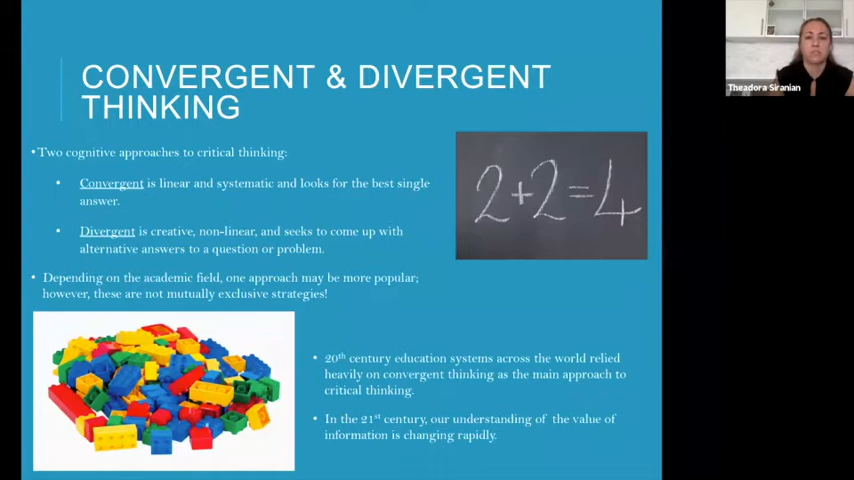 CONVERGENT & DIVERGENT
THINKING
•Two cognitive approaches to critical thinking:
• Convergent is linear and systematic and looks for the best single
answer.
• Divergent is creative, non-linear, and seeks to come up with
alternative answers to a question or problem.
• Depending on the academic field, one approach may be more popular;
however, these are not mutually exclusive strategies!
2+2=4
• 20th century education systems across the world relied
heavily on convergent thinking as the main approach to
critical thinking.
• In the 21st century, our understanding of the value of
information is changing rapidly.
Theadora Siranian